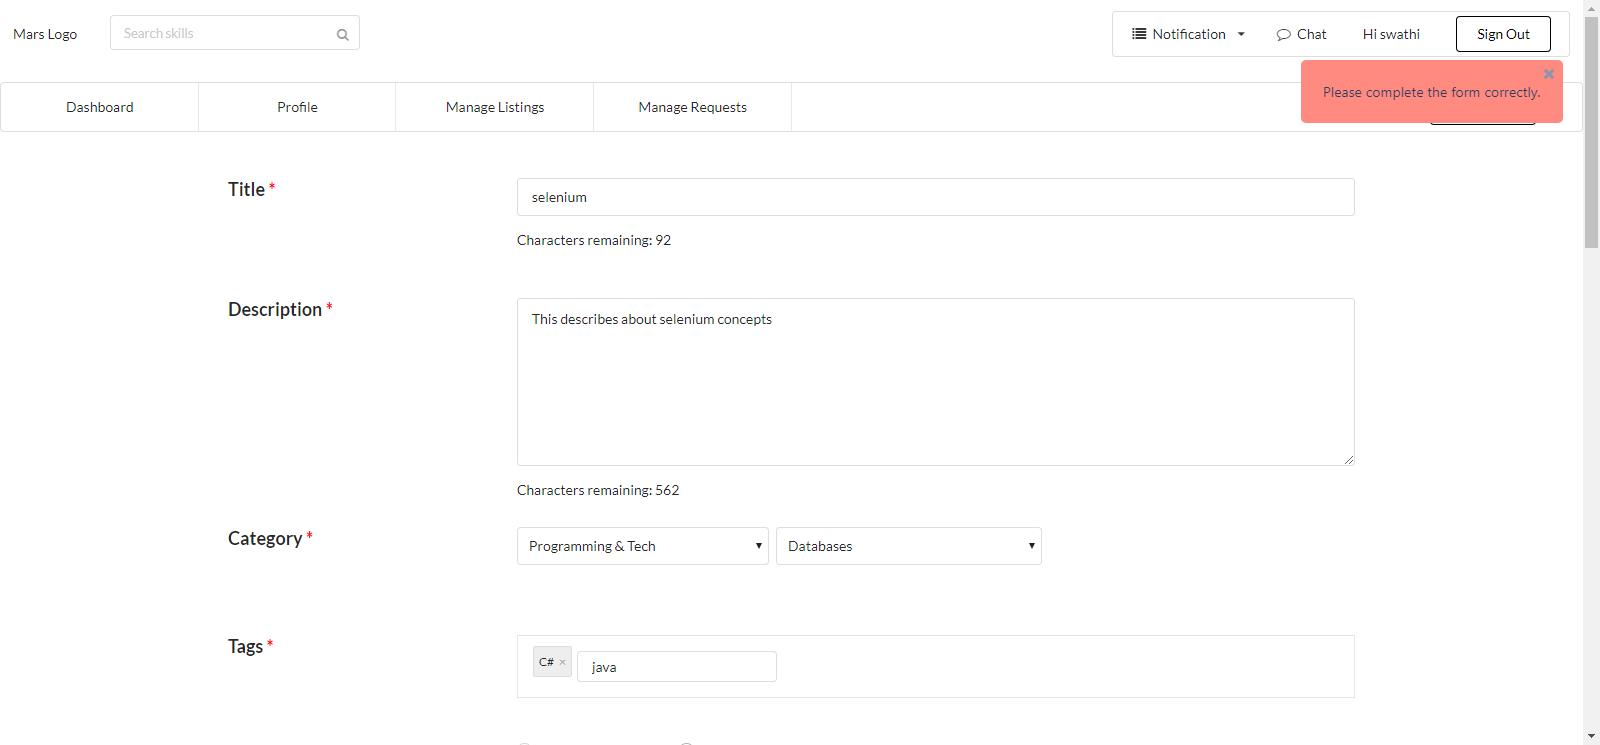 Mars Logo
Search skills
Notification
Chat
Hi swathi
Sign Out
Please complete the form correctly.
Dashboard
Profile
Manage Listings
Manage Requests
Title *
selenium
Characters remaining: 92
Description *
This describes about selenium concepts
Characters remaining: 562
Category *
Programming & Tech
Databases
Tags *
C# ×
java